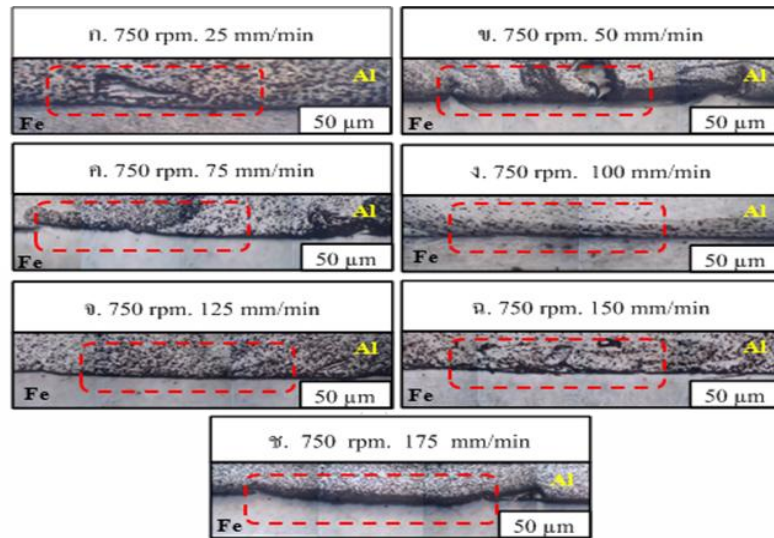 ก. 750 rpm. 25 mm/min
Al
Fe
50 µm
ข. 750 rpm. 50 mm/min
Al
Fe
50 µm
ค. 750 rpm. 75 mm/min
Al
Fe
50 µm
ง. 750 rpm. 100 mm/min
Al
Fe
50 µm
จ. 750 rpm. 125 mm/min
Al
Fe
50 µm
ฉ. 750 rpm. 150 mm/min
Al
Fe
50 µm
ช. 750 rpm. 175 mm/min
Al
Fe
50 µm